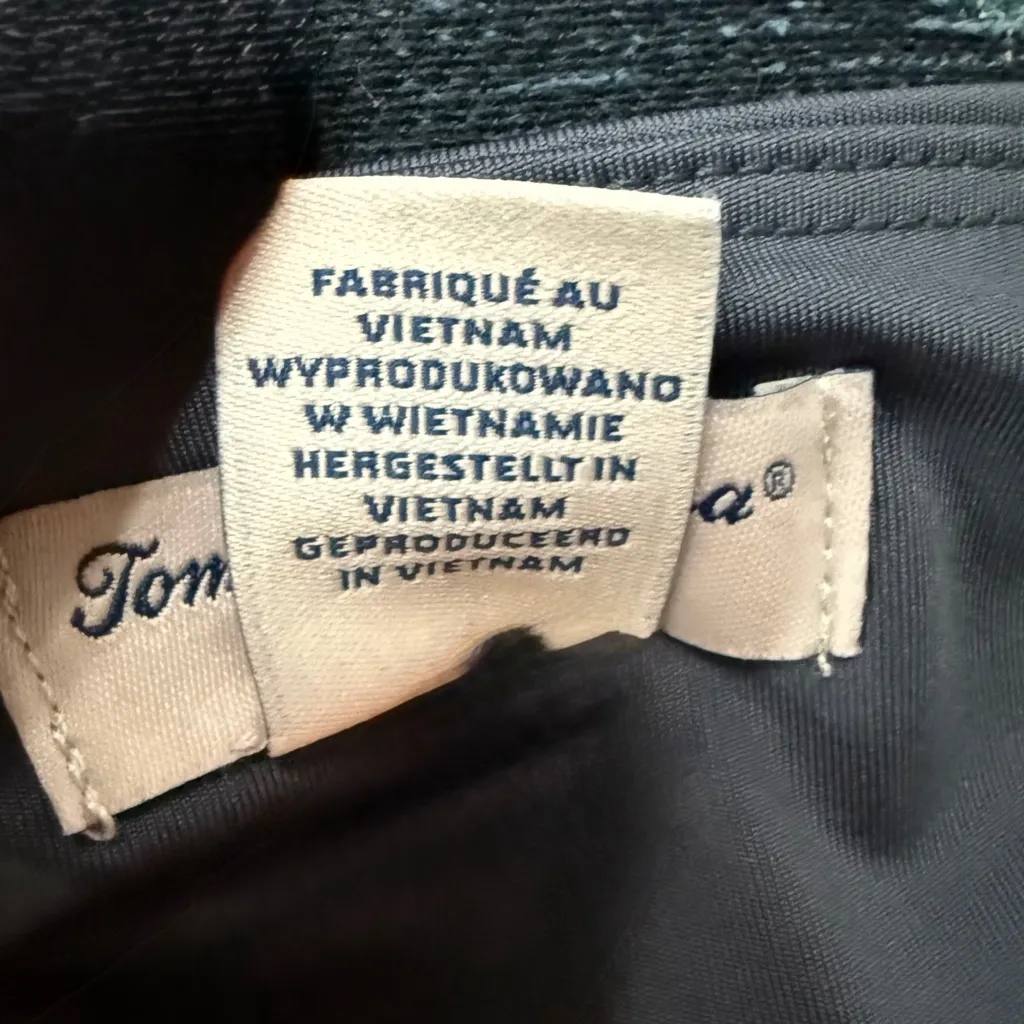 FABRIQUÉ AU
VIETNAM
WYPRODUKOWANO
W WIETNAMIE
HERGESTELLT IN
VIETNAM
GEPRODUCEERD
IN VIETNAM